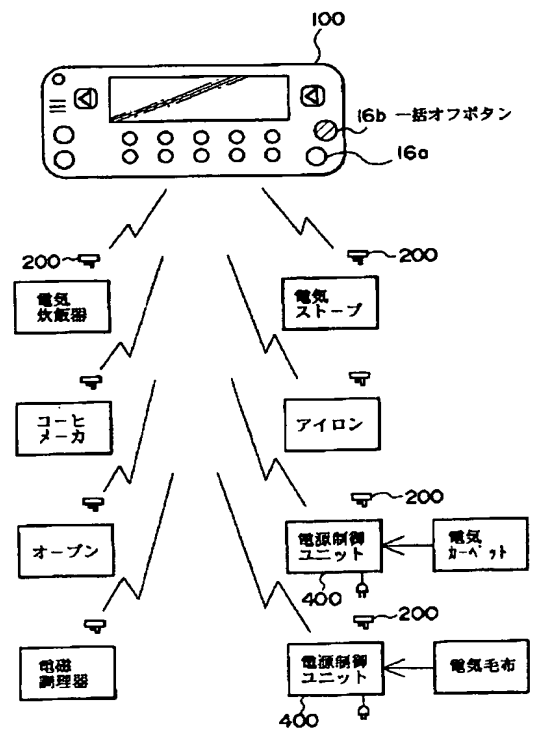 100
16b 一括オフボタン
16a
200
200
電気
炊飯器
電気
ストーブ
コーヒ
メーカ
アイロン
200
オーブン
電源制御
ユニット
電気
カーペット
400
200
電磁
調理器
電源制御
ユニット
電気毛布
400